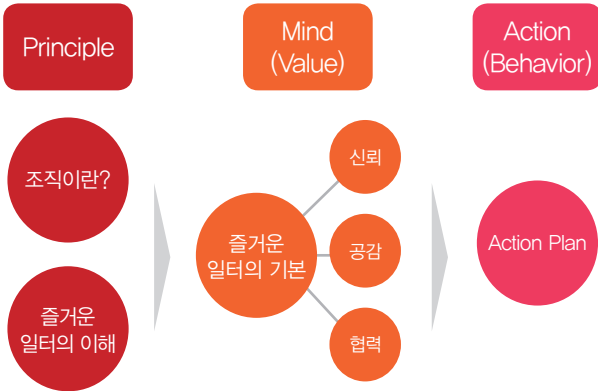 Principle
Mind
(Value)
Action
(Behavior)
조직이란?
즐거운
일터의 이해
즐거운
일터의 기본
신뢰
공감
협력
Action Plan